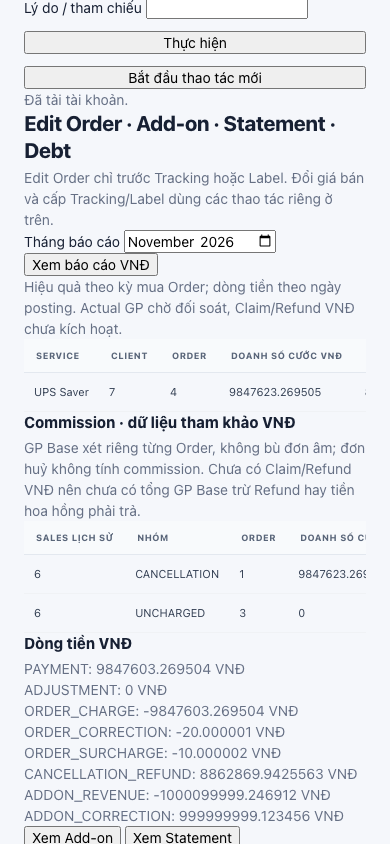 Lý do / tham chiếu
Thực hiện
Bắt đầu thao tác mới
Đã tải tài khoản.
Edit Order · Add-on · Statement ·
Debt
Edit Order chỉ trước Tracking hoặc Label. Đổi giá bán
và cấp Tracking/Label dùng các thao tác riêng ở
trên.
Tháng báo cáo November 2026
Xem báo cáo VNĐ
Hiệu quả theo kỳ mua Order; dòng tiền theo ngày
posting. Actual GP chờ đối soát, Claim/Refund VNĐ
chưa kích hoạt.
SERVICE CLIENT ORDER DOANH SỐ CƯỚC VNĐ
UPS Saver 7 4 9847623.269505
Commission · dữ liệu tham khảo VNĐ
GP Base xét riêng từng Order, không bù đơn âm; đơn
huỷ không tính commission. Chưa có Claim/Refund
VNĐ nên chưa có tổng GP Base trừ Refund hay tiền
hoa hồng phải trả.
SALES LỊCH SỬ NHÓM ORDER DOANH SỐ
6 CANCELLATION 1 9847623.269
6 UNCHARGED 3 0
Dòng tiền VNĐ
PAYMENT: 9847603.269504 VNĐ
ADJUSTMENT: 0 VNĐ
ORDER_CHARGE: -9847603.269504 VNĐ
ORDER_CORRECTION: -20.000001 VNĐ
ORDER_SURCHARGE: -10.000002 VNĐ
CANCELLATION_REFUND: 8862869.9425563 VNĐ
ADDON_REVENUE: -1000099999.246912 VNĐ
ADDON_CORRECTION: 999999999.123456 VNĐ
Xem Add-on Xem Statement